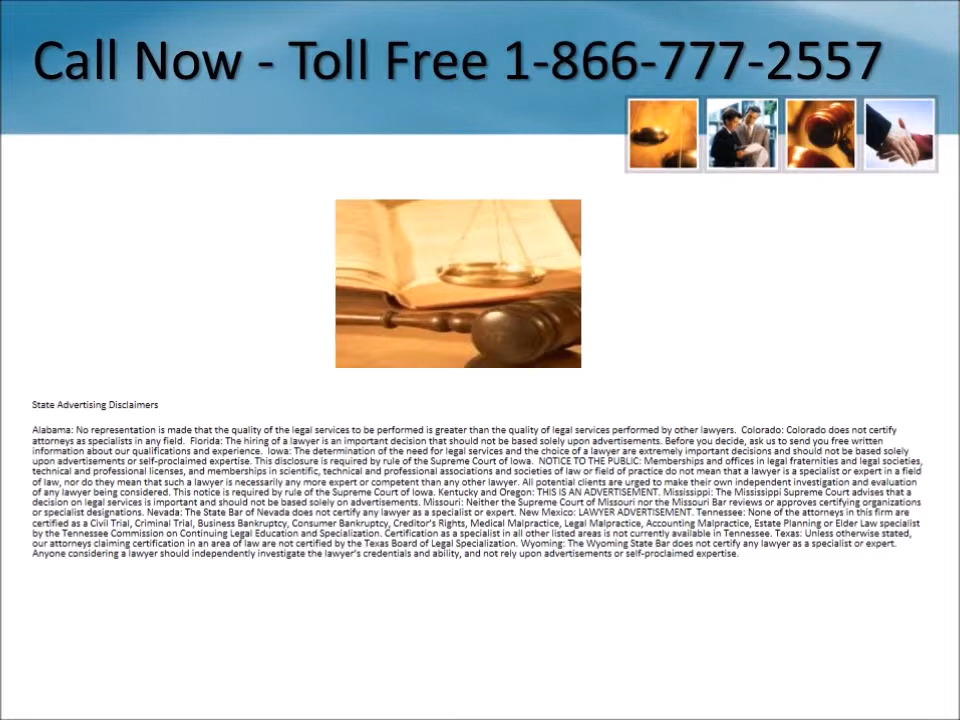 Call Now - Toll Free 1-866-777-2557
State Advertising Disclaimers
Alabama: No representation is made that the quality of the legal services to be performed is greater than the quality of legal services performed by other lawyers. Colorado: Colorado does not certify
attorneys as specialists in any field. Florida: The hiring of a lawyer is an important decision that should not be based solely upon advertisements. Before you decide, ask us to send you free written
information about our qualifications and experience. Iowa: The determination of the need for legal services and the choice of a lawyer are extremely important decisions and should not be based solely
upon advertisements or self-proclaimed expertise. This disclosure is required by rule of the Supreme Court of Iowa. NOTICE TO THE PUBLIC: Memberships and offices in legal fraternities and legal societies,
technical and professional licenses, and memberships in scientific, technical and professional associations and societies of law or field of practice do not mean that a lawyer is a specialist or expert in a field
of law, nor do they mean that such a lawyer is necessarily any more expert or competent than any other lawyer. All potential clients are urged to make their own independent investigation and evaluation
of any lawyer being considered. This notice is required by rule of the Supreme Court of Iowa. Kentucky and Oregon: THIS IS AN ADVERTISEMENT. Mississippi: The Mississippi Supreme Court advises that a
decision on legal services is important and should not be based solely on advertisements. Missouri: Neither the Supreme Court of Missouri nor the Missouri Bar reviews or approves certifying organizations
or specialist designations. Nevada: The State Bar of Nevada does not certify any lawyer as a specialist or expert. New Mexico: LAWYER ADVERTISEMENT. Tennessee: None of the attorneys in this firm are
certified as a Civil Trial, Criminal Trial, Business Bankruptcy, Consumer Bankruptcy, Creditor's Rights, Medical Malpractice, Legal Malpractice, Accounting Malpractice, Estate Planning or Elder Law specialist
by the Tennessee Commission on Continuing Legal Education and Specialization. Certification as a specialist in all other listed areas is not currently available in Tennessee. Texas: Unless otherwise stated,
our attorneys claiming certification in an area of law are not certified by the Texas Board of Legal Specialization. Wyoming: The Wyoming State Bar does not certify any lawyer as a specialist or expert.
Anyone considering a lawyer should independently investigate the lawyer's credentials and ability, and not rely upon advertisements or self-proclaimed expertise.